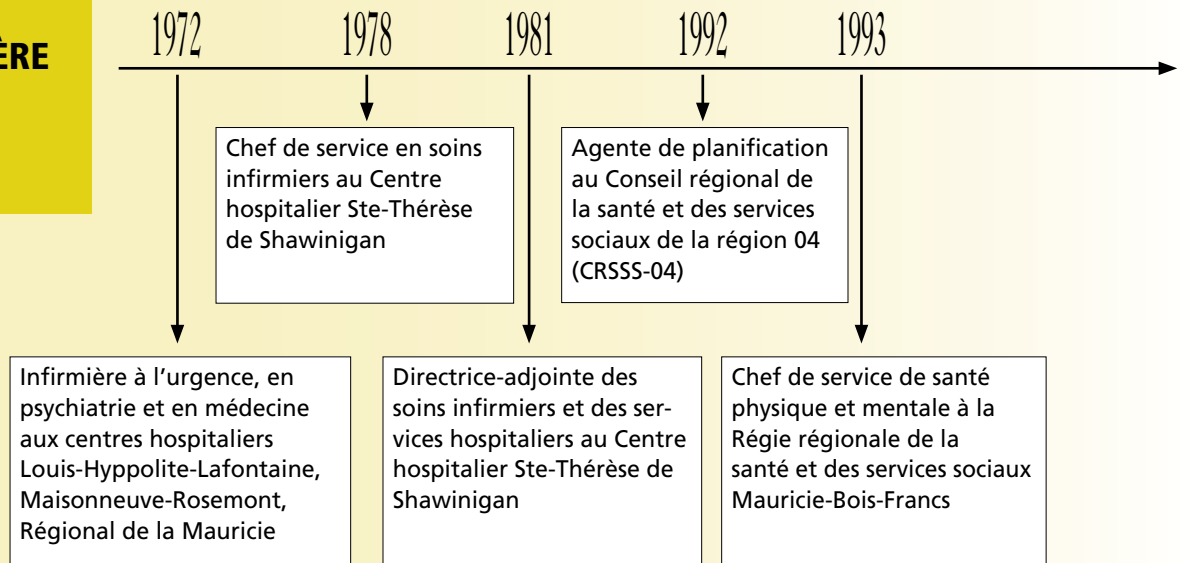 ÈRE
1972
1978
1981
1992
1993
Chef de service en soins
infirmiers au Centre
hospitalier Ste-Thérèse
de Shawinigan
Agente de planification
au Conseil régional de
la santé et des services
sociaux de la région 04
(CRSSS-04)
Infirmière à l’urgence, en
psychiatrie et en médecine
aux centres hospitaliers
Louis-Hyppolite-Lafontaine,
Maisonneuve-Rosemont,
Régional de la Mauricie
Directrice-adjointe des
soins infirmiers et des ser-
vices hospitaliers au Centre
hospitalier Ste-Thérèse de
Shawinigan
Chef de service de santé
physique et mentale à la
Régie régionale de la
santé et des services sociaux
Mauricie-Bois-Francs